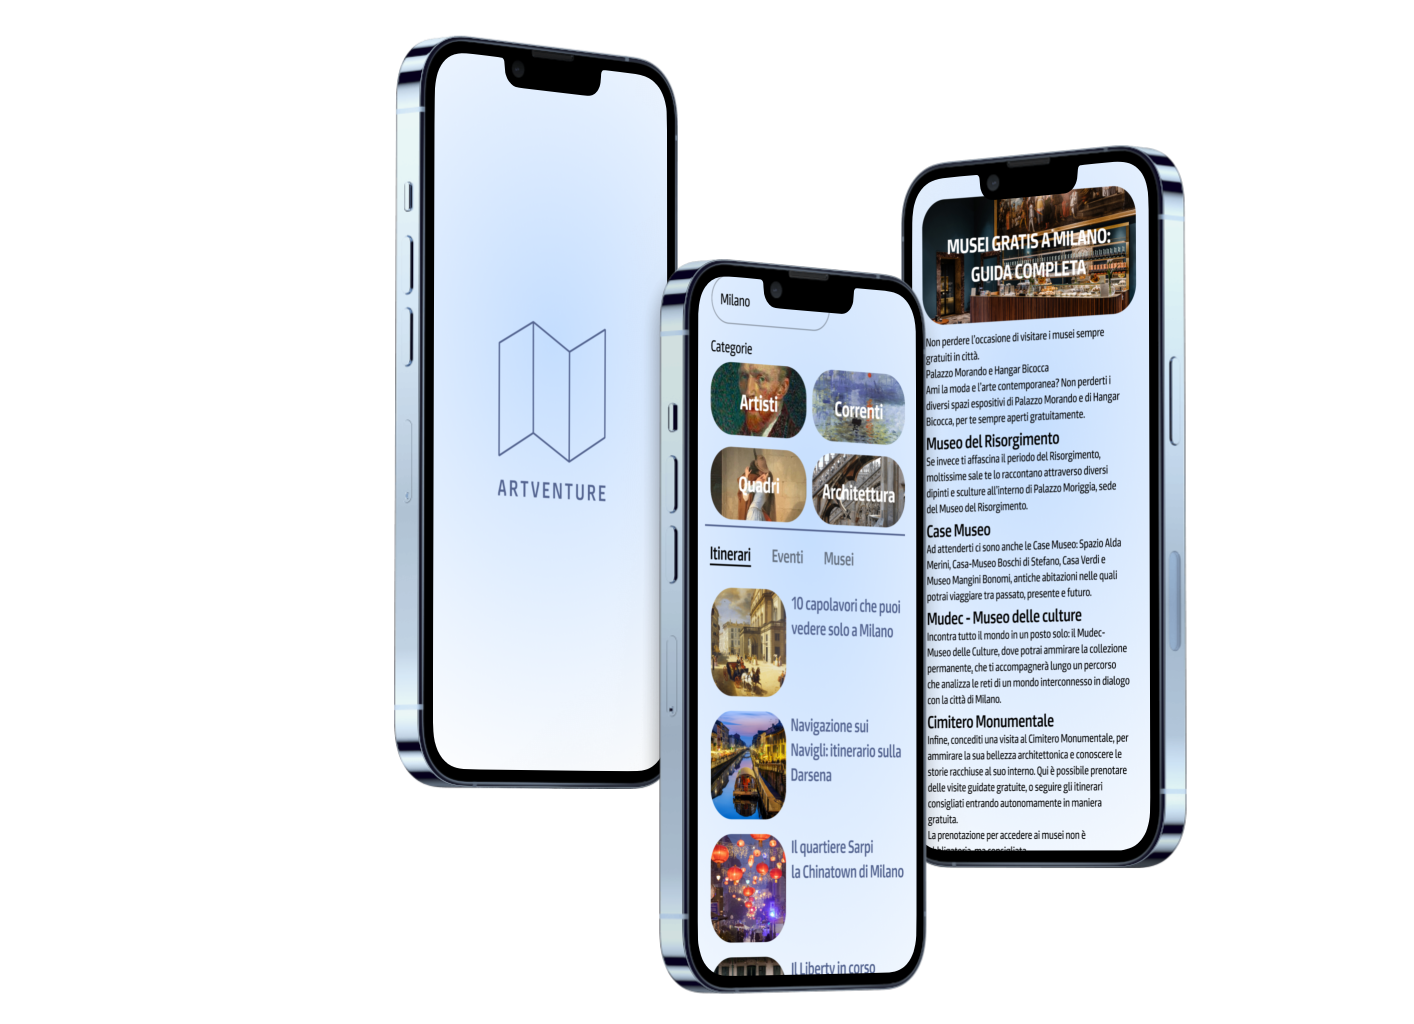 ARTVENTURE
Milano
Categorie
Artisti
Correnti
Quadri
Architettura
Itinerari
Eventi
Musei
10 capolavori che puoi
vedere solo a Milano
Navigazione sui
Navigli: itinerario sulla
Darsena
Il quartiere Sarpi
la Chinatown di Milano
Il Liberty in corso
MUSEI GRATIS A MILANO:
GUIDA COMPLETA
Non perdere l'occasione di visitare i musei sempre
gratuiti in città.
Palazzo Morando e Hangar Bicocca
Ami la moda e l'arte contemporanea? Non perderti i
diversi spazi espositivi di Palazzo Morando e di Hangar
Bicocca, per te sempre aperti gratuitamente.
Museo del Risorgimento
Se invece ti affascina il periodo del Risorgimento,
moltissime sale te lo raccontano attraverso diversi
dipinti e sculture all'interno di Palazzo Moriggia, sede
del Museo del Risorgimento.
Case Museo
Ad attenderti ci sono anche le Case Museo: Spazio Alda
Merini, Casa-Museo Boschi di Stefano, Casa Verdi e
Museo Mangini Bonomi, antiche abitazioni nelle quali
potrai viaggiare tra passato, presente e futuro.
Mudec - Museo delle culture
Incontra tutto il mondo in un posto solo: il Mudec-
Museo delle Culture, dove potrai ammirare la collezione
permanente, che ti accompagnerà lungo un percorso
che analizza le reti di un mondo interconnesso in dialogo
con la città di Milano.
Cimitero Monumentale
Infine, concediti una visita al Cimitero Monumentale, per
ammirare la sua bellezza architettonica e conoscere le
storie racchiuse al suo interno. Qui è possibile prenotare
delle visite guidate gratuite, o seguire gli itinerari
consigliati entrando autonomamente in maniera
gratuita.
La prenotazione per accedere ai musei non è
obbligatoria, ma consigliata.